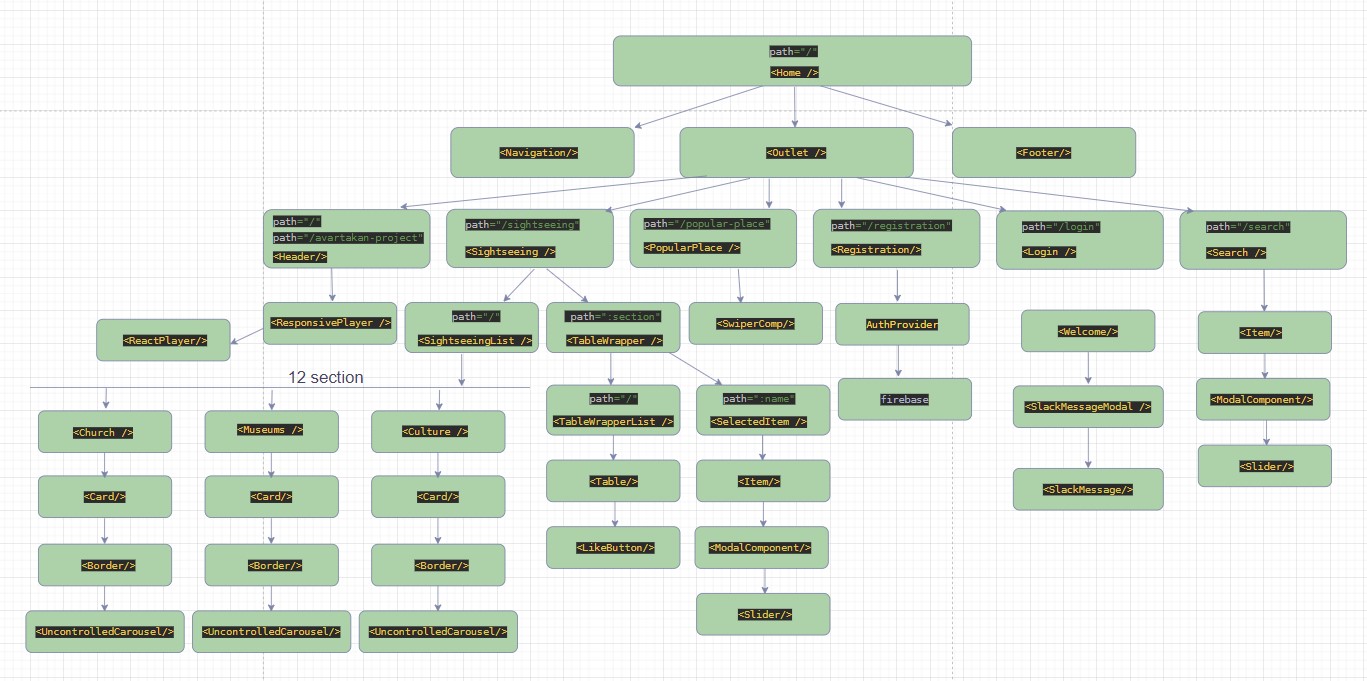 path="/"
<Home />
<Navigation/>
<Outlet />
<Footer/>
path="/"
path="/avartakan-project"
<Header/>
path="/sightseeing"
<Sightseeing />
path="/popular-place"
<PopularPlace />
path="/registration"
<Registration/>
path="/login"
<Login />
path="/search"
<Search />
<ReactPlayer/>
<ResponsivePlayer />
path="/"
<SightseeingList />
path=":section"
<TableWrapper />
<SwiperComp/>
AuthProvider
<Welcome/>
<Item/>
12 section
path="/"
<TableWrapperList />
path=":name"
<SelectedItem />
firebase
<SlackMessageModal />
<ModalComponent/>
<Church />
<Museums />
<Culture />
<Table/>
<Item/>
<SlackMessage/>
<Slider/>
<Card/>
<Card/>
<Card/>
<LikeButton/>
<ModalComponent/>
<Border/>
<Border/>
<Border/>
<Slider/>
<UncontrolledCarousel/>
<UncontrolledCarousel/>
<UncontrolledCarousel/>